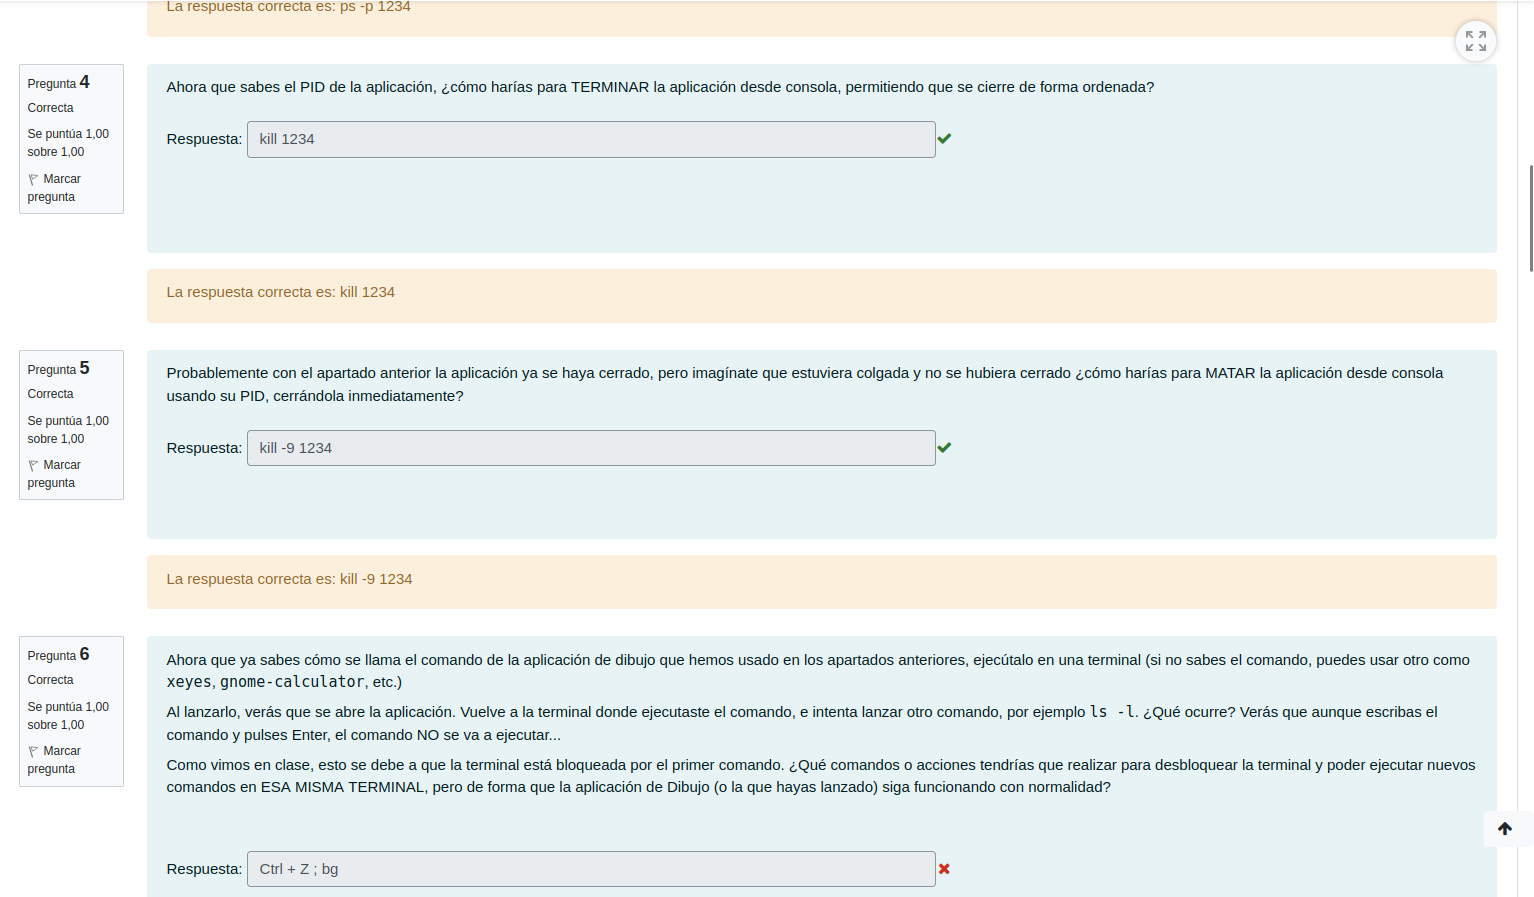 La respuesta correcta es: ps -p 1234
Pregunta 4
Correcta
Se puntúa 1,00
sobre 1,00
Marcar
pregunta
Ahora que sabes el PID de la aplicación, ¿cómo harías para TERMINAR la aplicación desde consola, permitiendo que se cierre de forma ordenada?
Respuesta: kill 1234
La respuesta correcta es: kill 1234
Pregunta 5
Correcta
Se puntúa 1,00
sobre 1,00
Marcar
pregunta
Probablemente con el apartado anterior la aplicación ya se haya cerrado, pero imagínate que estuviera colgada y no se hubiera cerrado ¿cómo harías para MATAR la aplicación desde consola
usando su PID, cerrándola inmediatamente?
Respuesta: kill -9 1234
La respuesta correcta es: kill -9 1234
Pregunta 6
Correcta
Se puntúa 1,00
sobre 1,00
Marcar
pregunta
Ahora que ya sabes cómo se llama el comando de la aplicación de dibujo que hemos usado en los apartados anteriores, ejecútalo en una terminal (si no sabes el comando, puedes usar otro como
xeyes, gnome-calculator, etc.)
Al lanzarlo, verás que se abre la aplicación. Vuelve a la terminal donde ejecutaste el comando, e intenta lanzar otro comando, por ejemplo ls -l. ¿Qué ocurre? Verás que aunque escribas el
comando y pulses Enter, el comando NO se va a ejecutar...
Como vimos en clase, esto se debe a que la terminal está bloqueada por el primer comando. ¿Qué comandos o acciones tendrías que realizar para desbloquear la terminal y poder ejecutar nuevos
comandos en ESA MISMA TERMINAL, pero de forma que la aplicación de Dibujo (o la que hayas lanzado) siga funcionando con normalidad?
Respuesta: Ctrl + Z ; bg